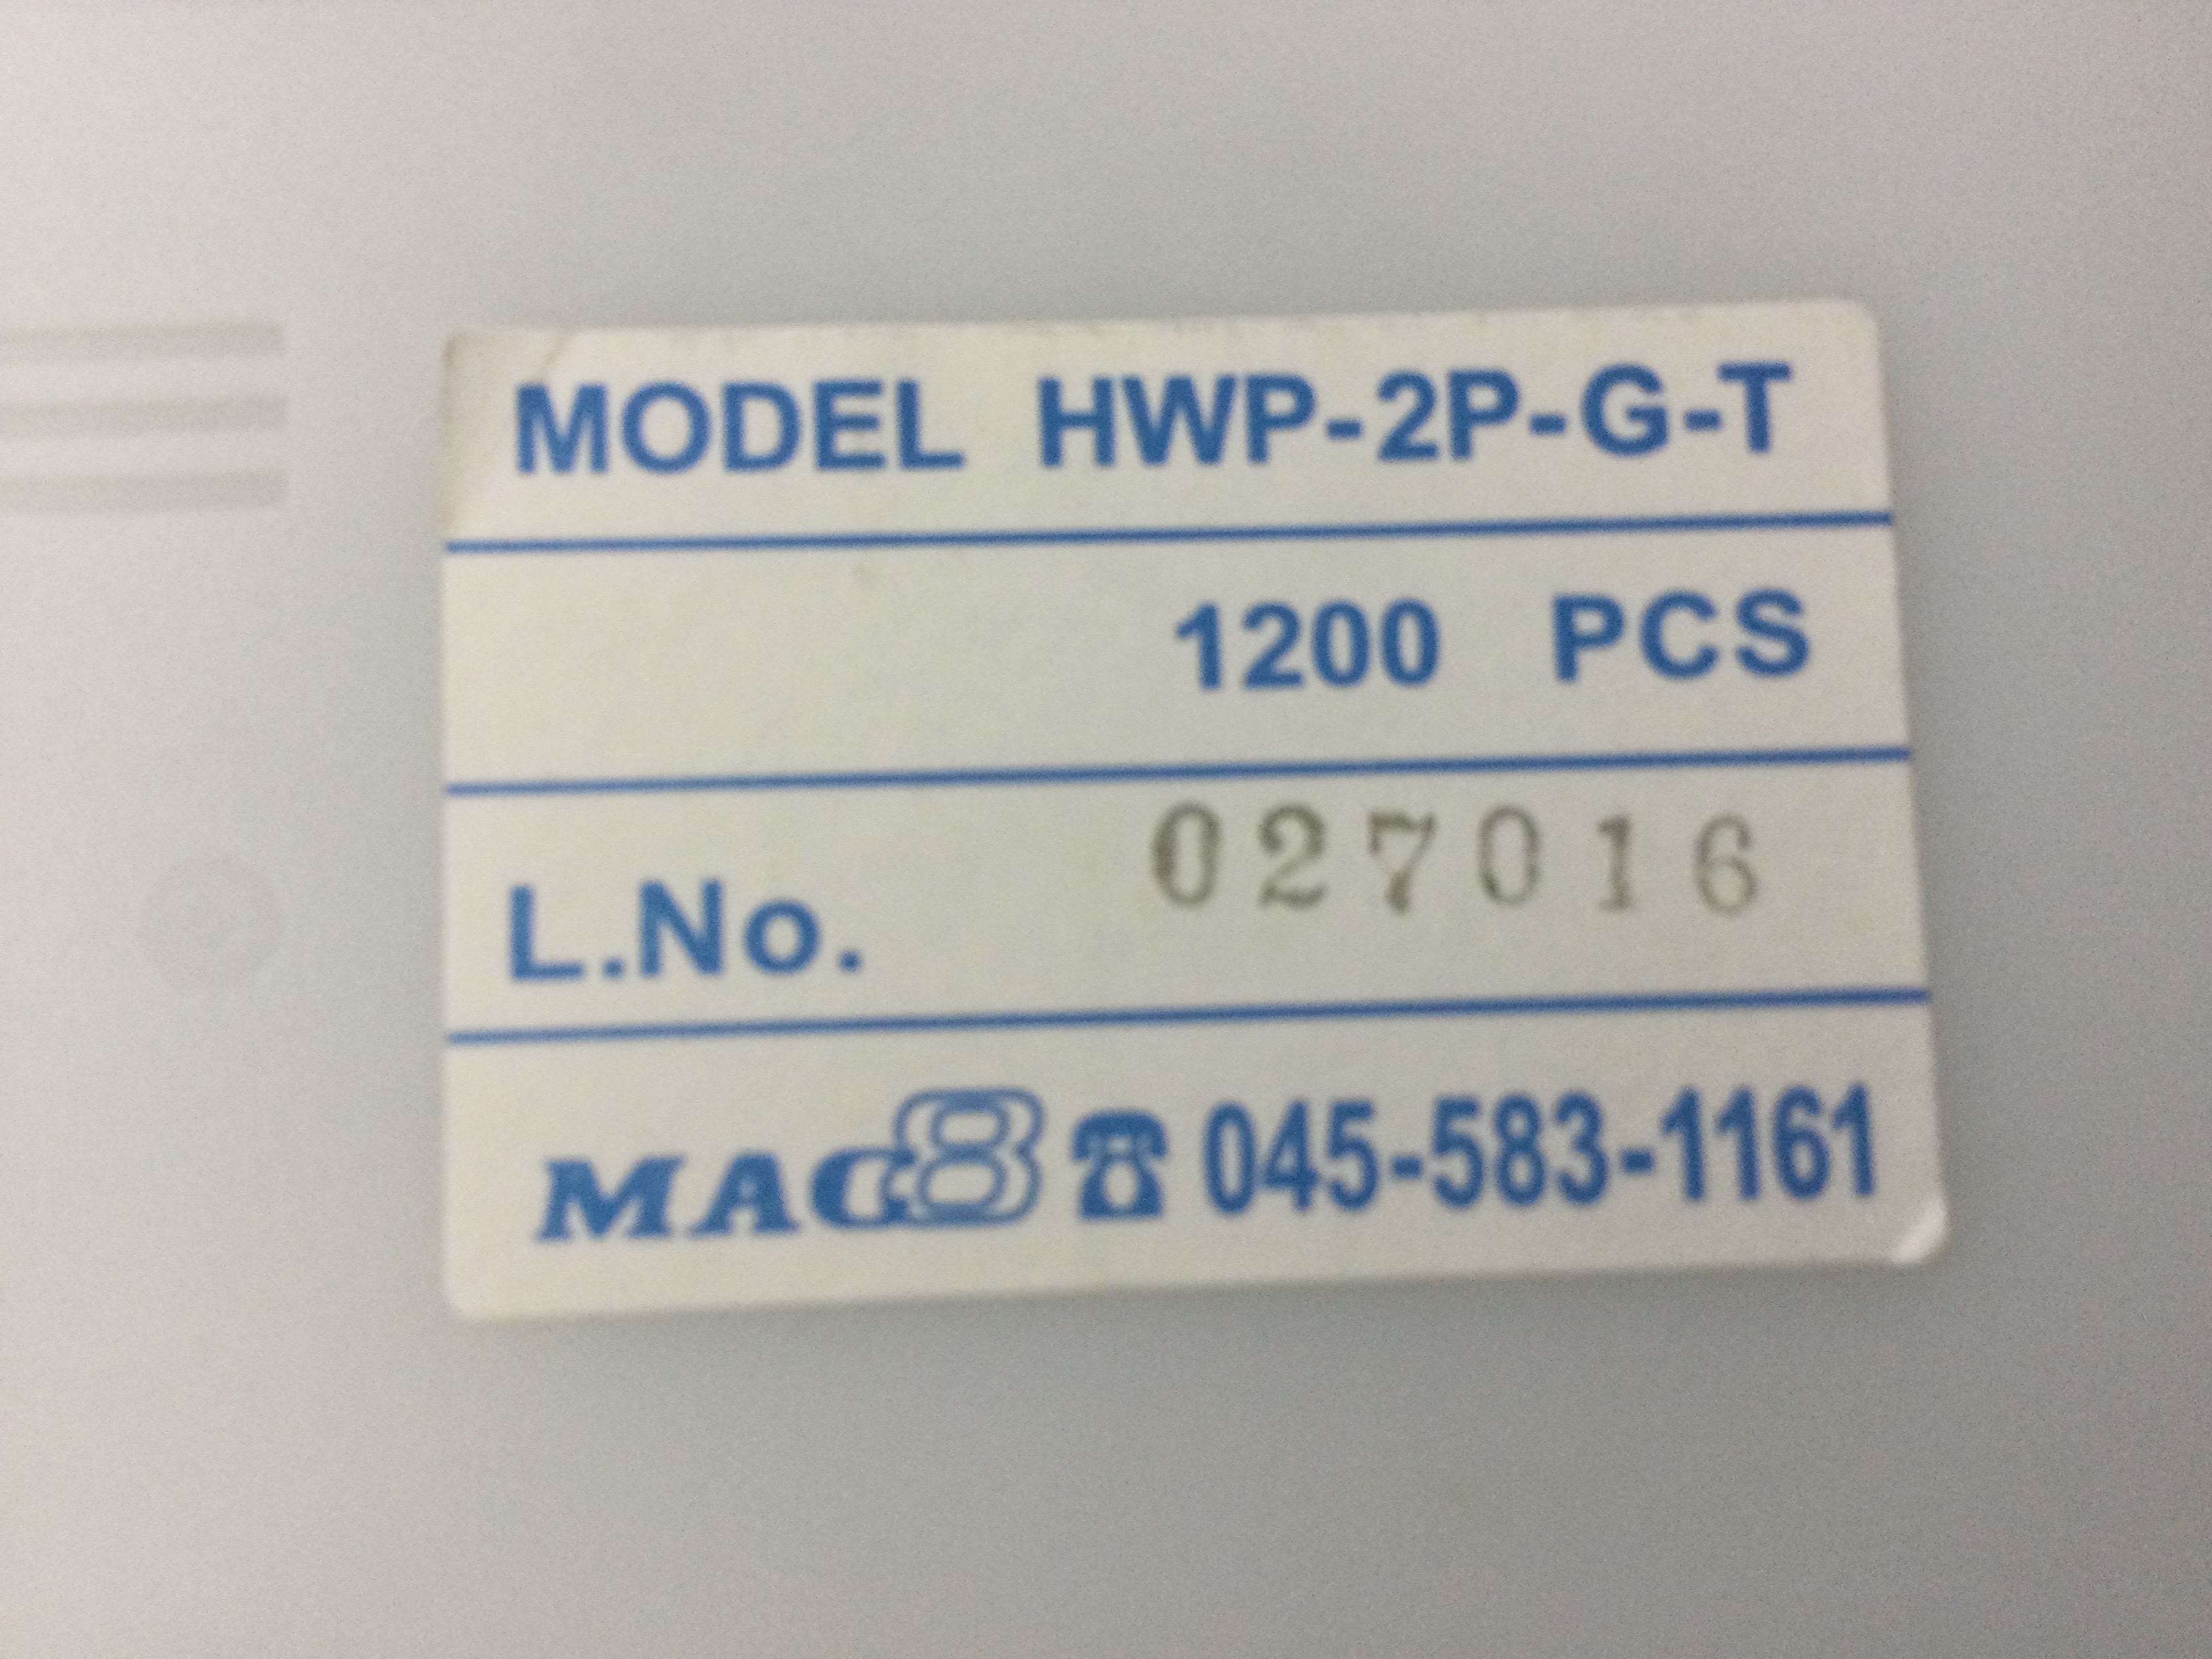 MODEL HWP-2P-G-T
1200 PCS
L.No. 027016
MAC8 ☎ 045-583-1161